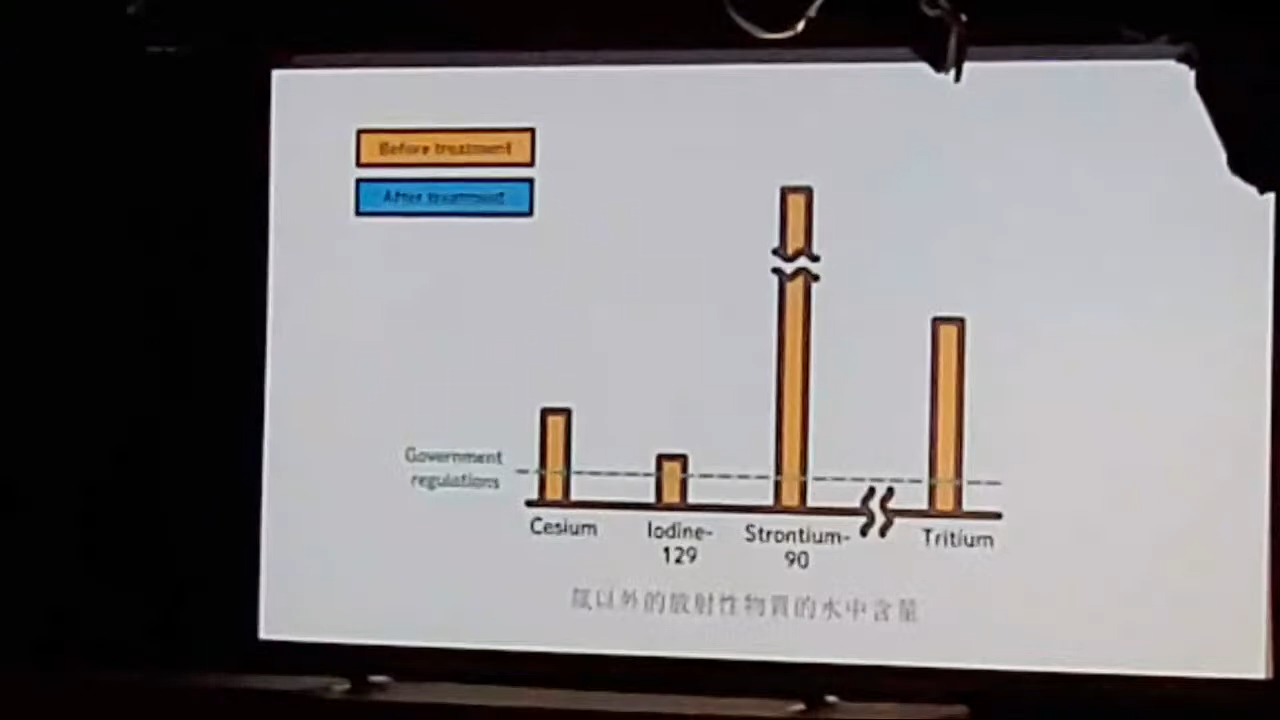 Before treatment
After treatment
Government
regulations
Cesium
Iodine-
129
Strontium-
90
Tritium
氚以外的放射性物質的水中含量